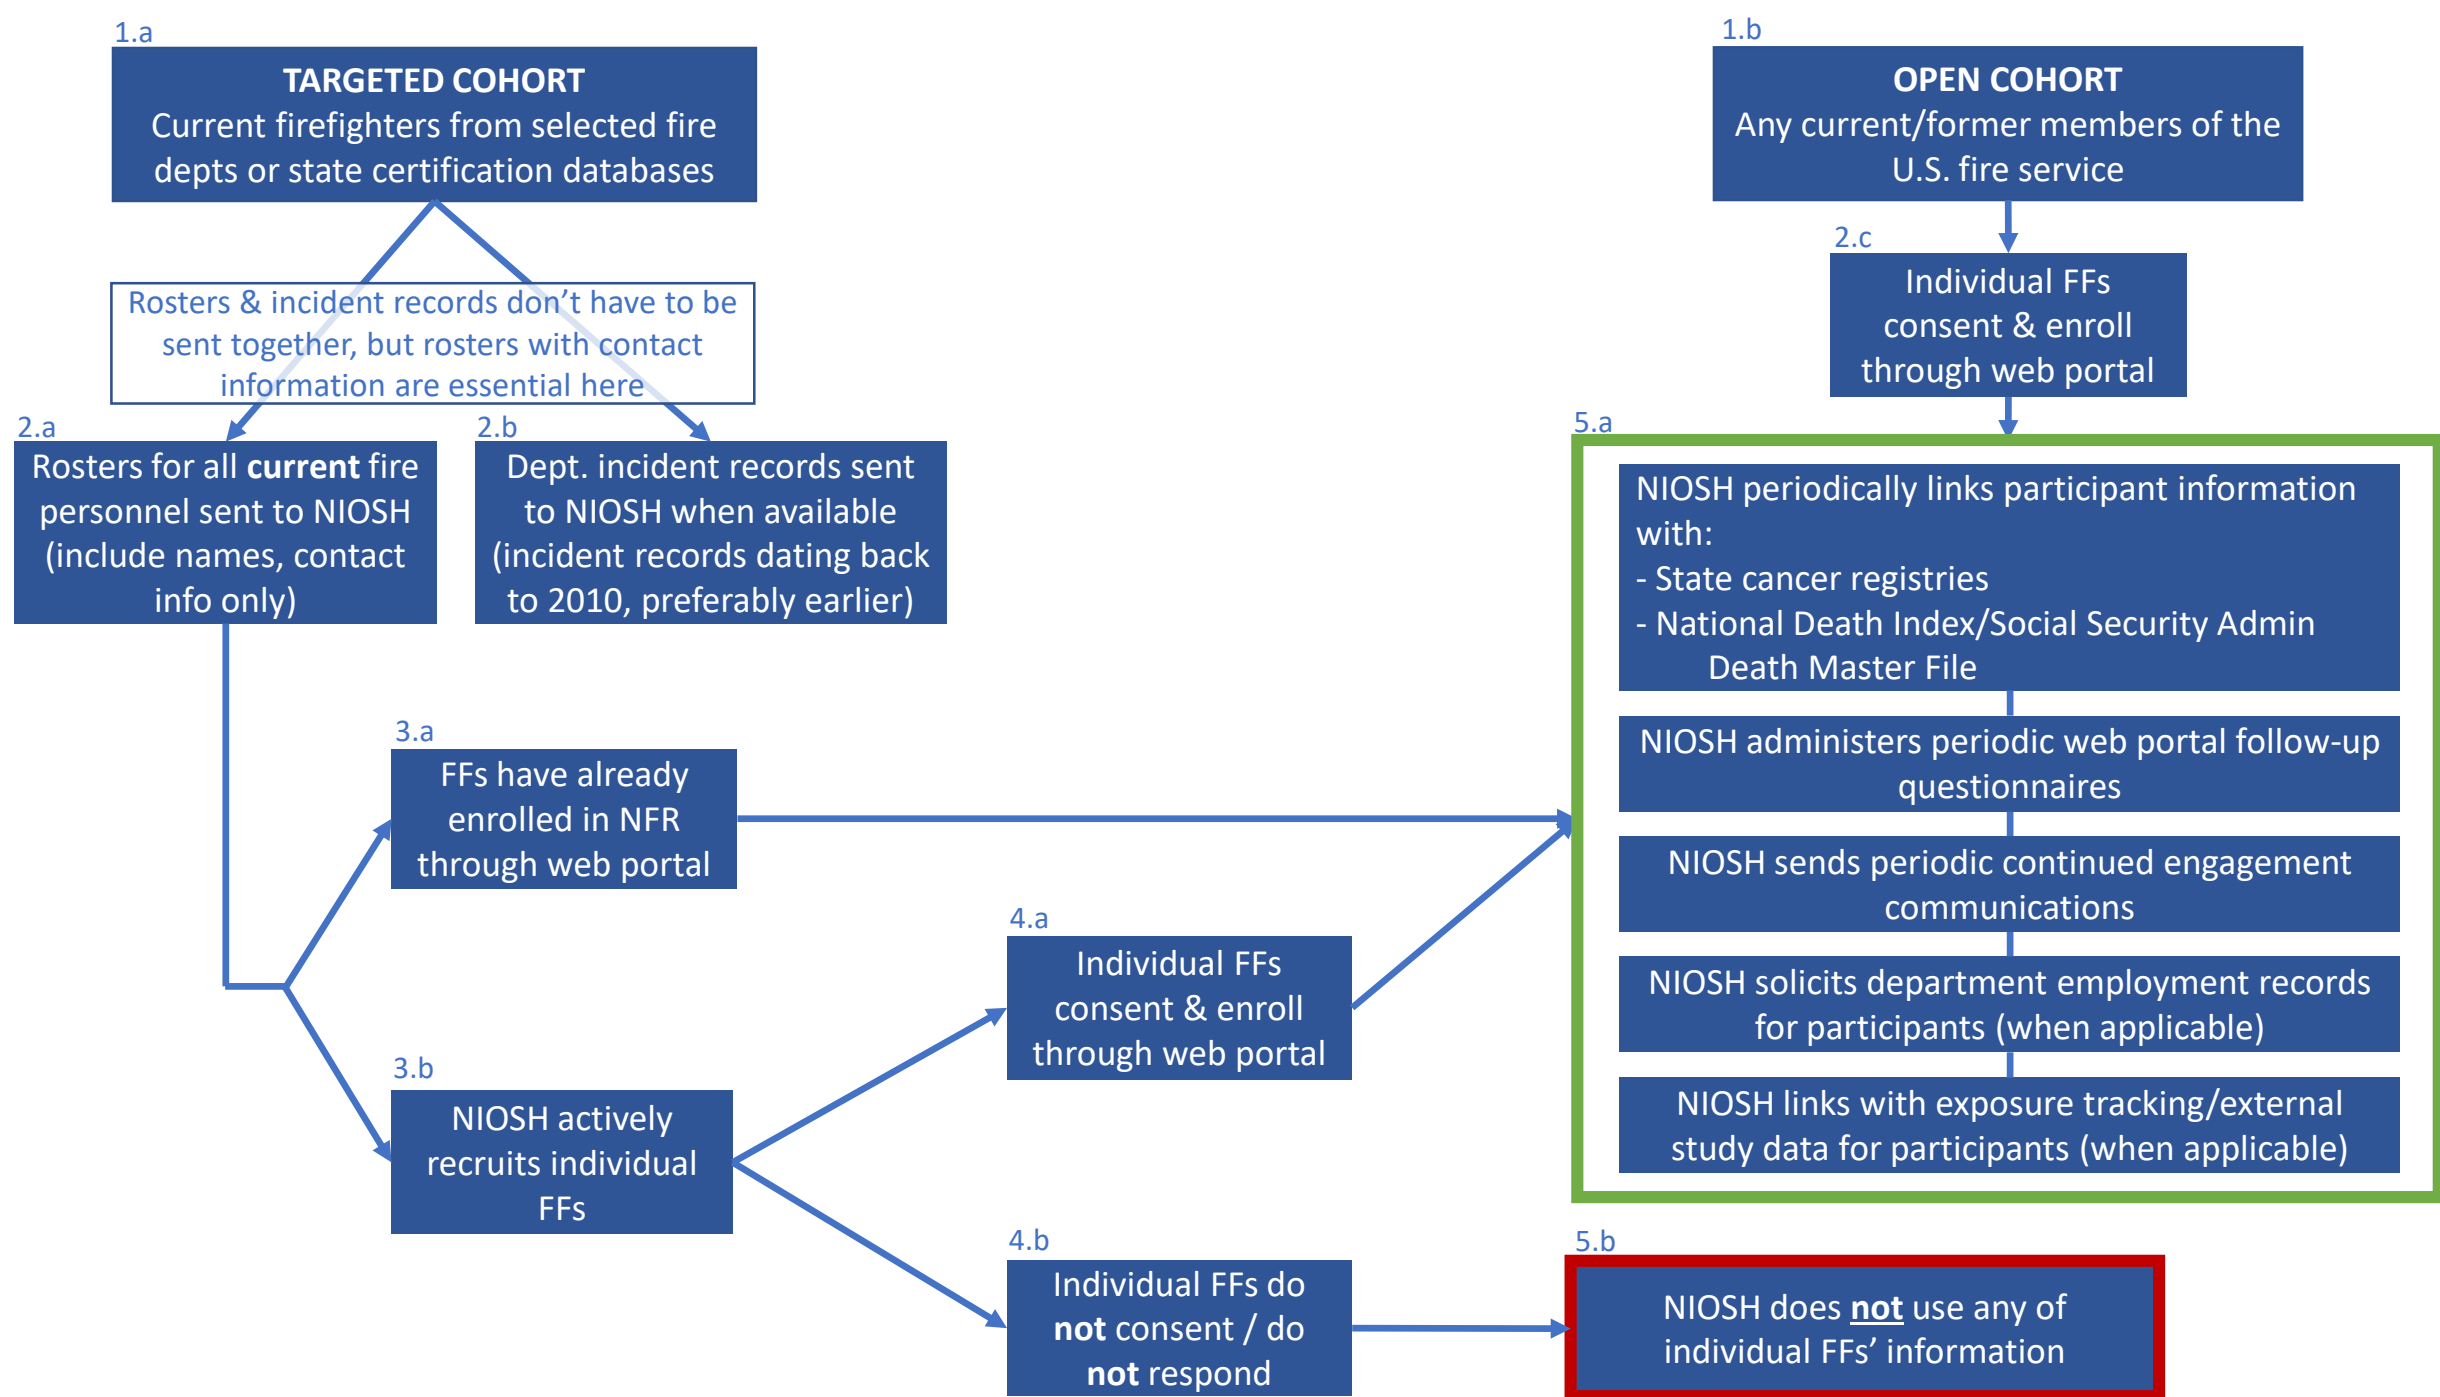 1.a
TARGETED COHORT
Current firefighters from selected fire
depts or state certification databases
1.b
OPEN COHORT
Any current/former members of the
U.S. fire service
2.c
Individual FFs
consent & enroll
through web portal
Rosters & incident records don’t have to be
sent together, but rosters with contact
information are essential here
2.a
Rosters for all current fire
personnel sent to NIOSH
(include names, contact
info only)
2.b
Dept. incident records sent
to NIOSH when available
(incident records dating back
to 2010, preferably earlier)
3.a
FFs have already
enrolled in NFR
through web portal
3.b
NIOSH actively
recruits individual
FFs
4.a
Individual FFs
consent & enroll
through web portal
4.b
Individual FFs do
not consent / do
not respond
5.a
NIOSH periodically links participant information
with:
- State cancer registries
- National Death Index/Social Security Admin
Death Master File
NIOSH administers periodic web portal follow-up
questionnaires
NIOSH sends periodic continued engagement
communications
NIOSH solicits department employment records
for participants (when applicable)
NIOSH links with exposure tracking/external
study data for participants (when applicable)
5.b
NIOSH does not use any of
individual FFs’ information